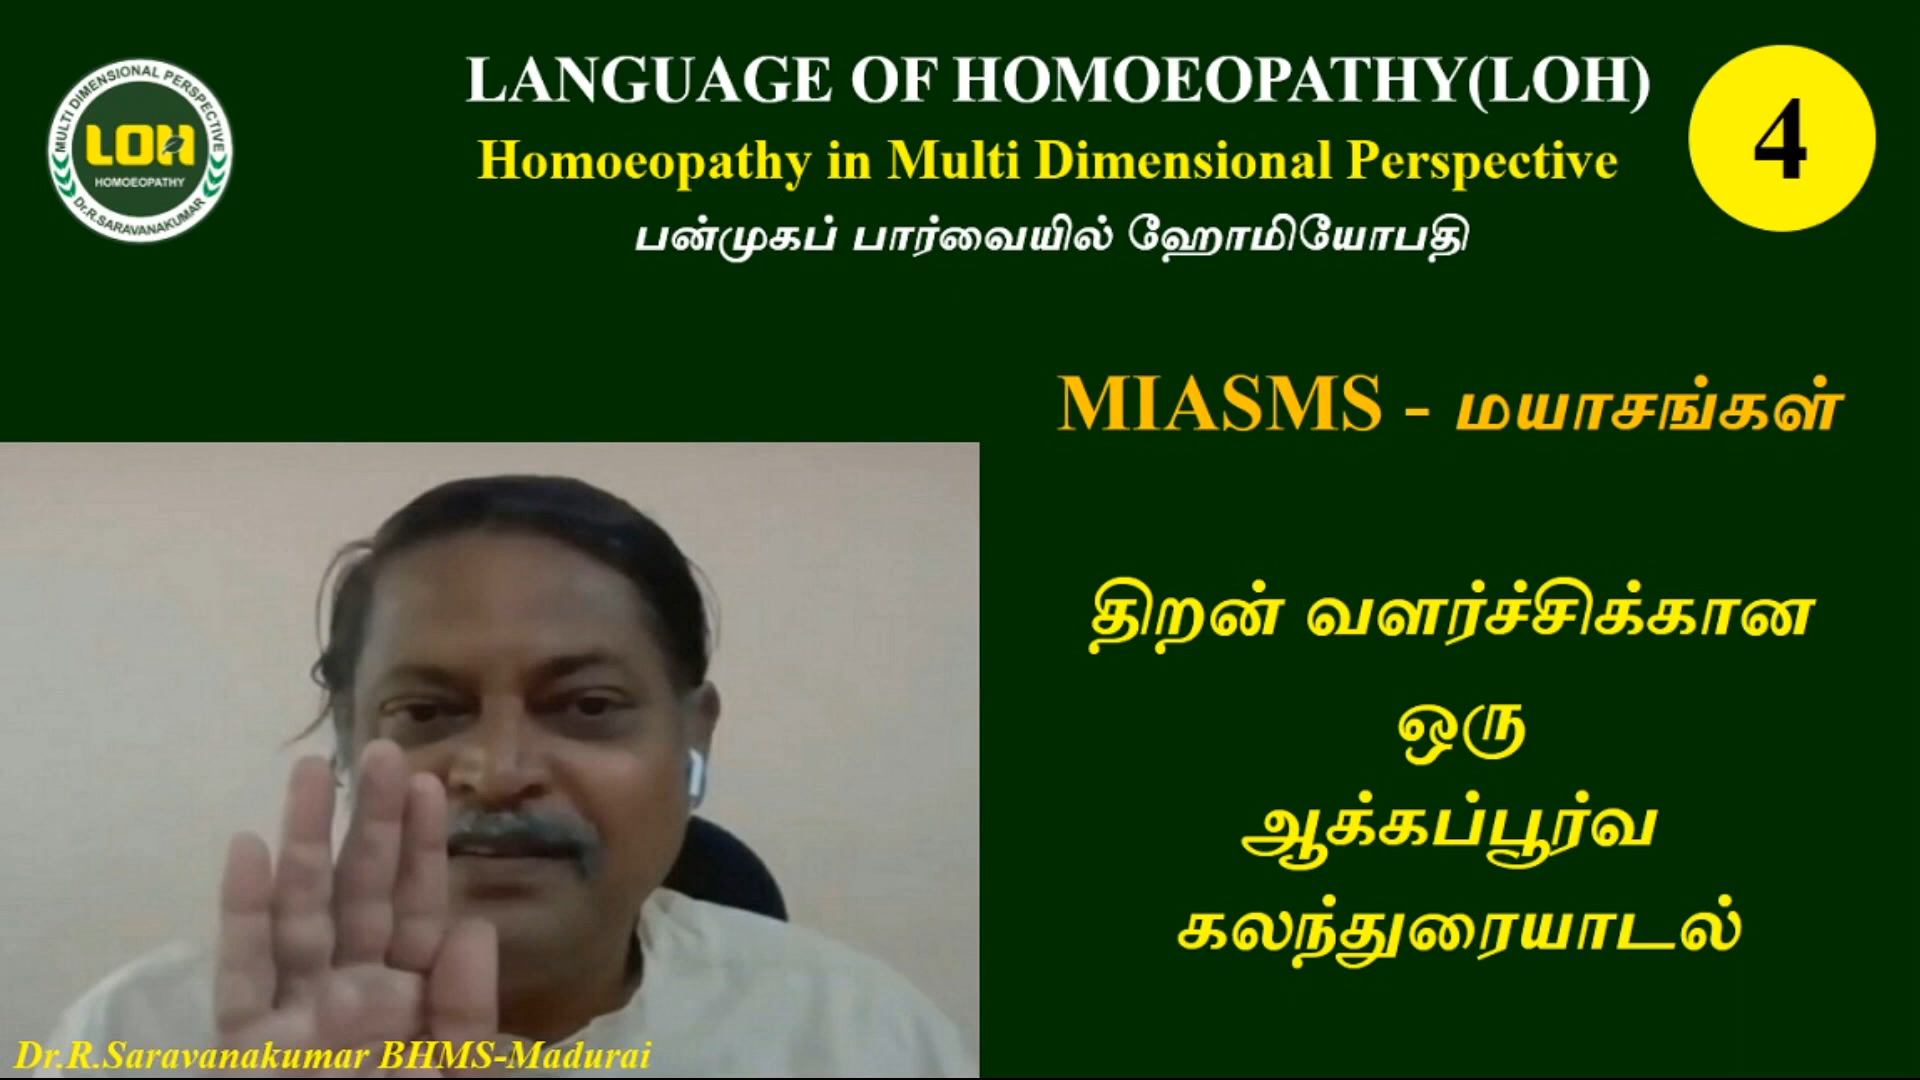 MULTI DIMENSIONAL PERSPECTIVE
LOH
HOMOEOPATHY
Dr.R.SARAVANAKUMAR
LANGUAGE OF HOMOEOPATHY(LOH)
Homoeopathy in Multi Dimensional Perspective
பன்முகப் பார்வையில் ஹோமியோபதி
4
MIASMS - மயாசங்கள்
திறன் வளர்ச்சிக்கான
ஒரு
ஆக்கப்பூர்வ
கலந்துரையாடல்
Dr.R.Saravanakumar BHMS-Madurai